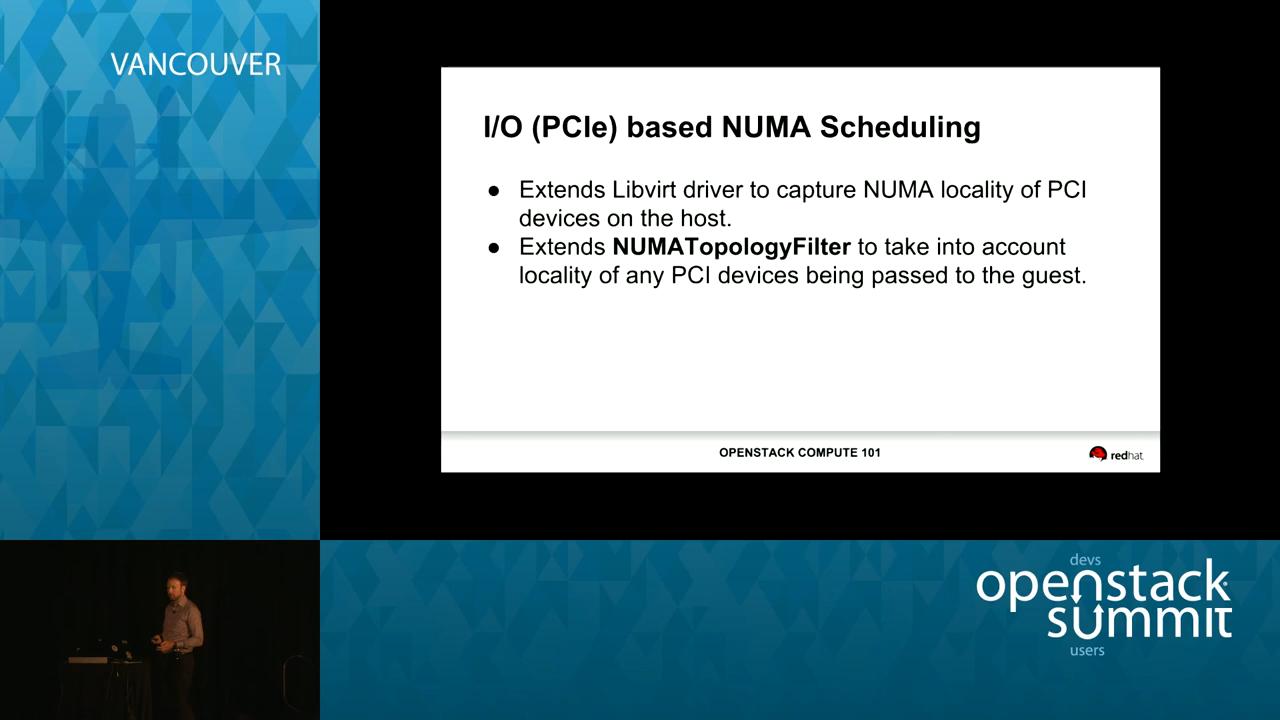 VANCOUVER
I/O (PCIe) based NUMA Scheduling
● Extends Libvirt driver to capture NUMA locality of PCI
devices on the host.
● Extends NUMATopologyFilter to take into account
locality of any PCI devices being passed to the guest.
OPENSTACK COMPUTE 101
redhat
devs
openstack
summit
users